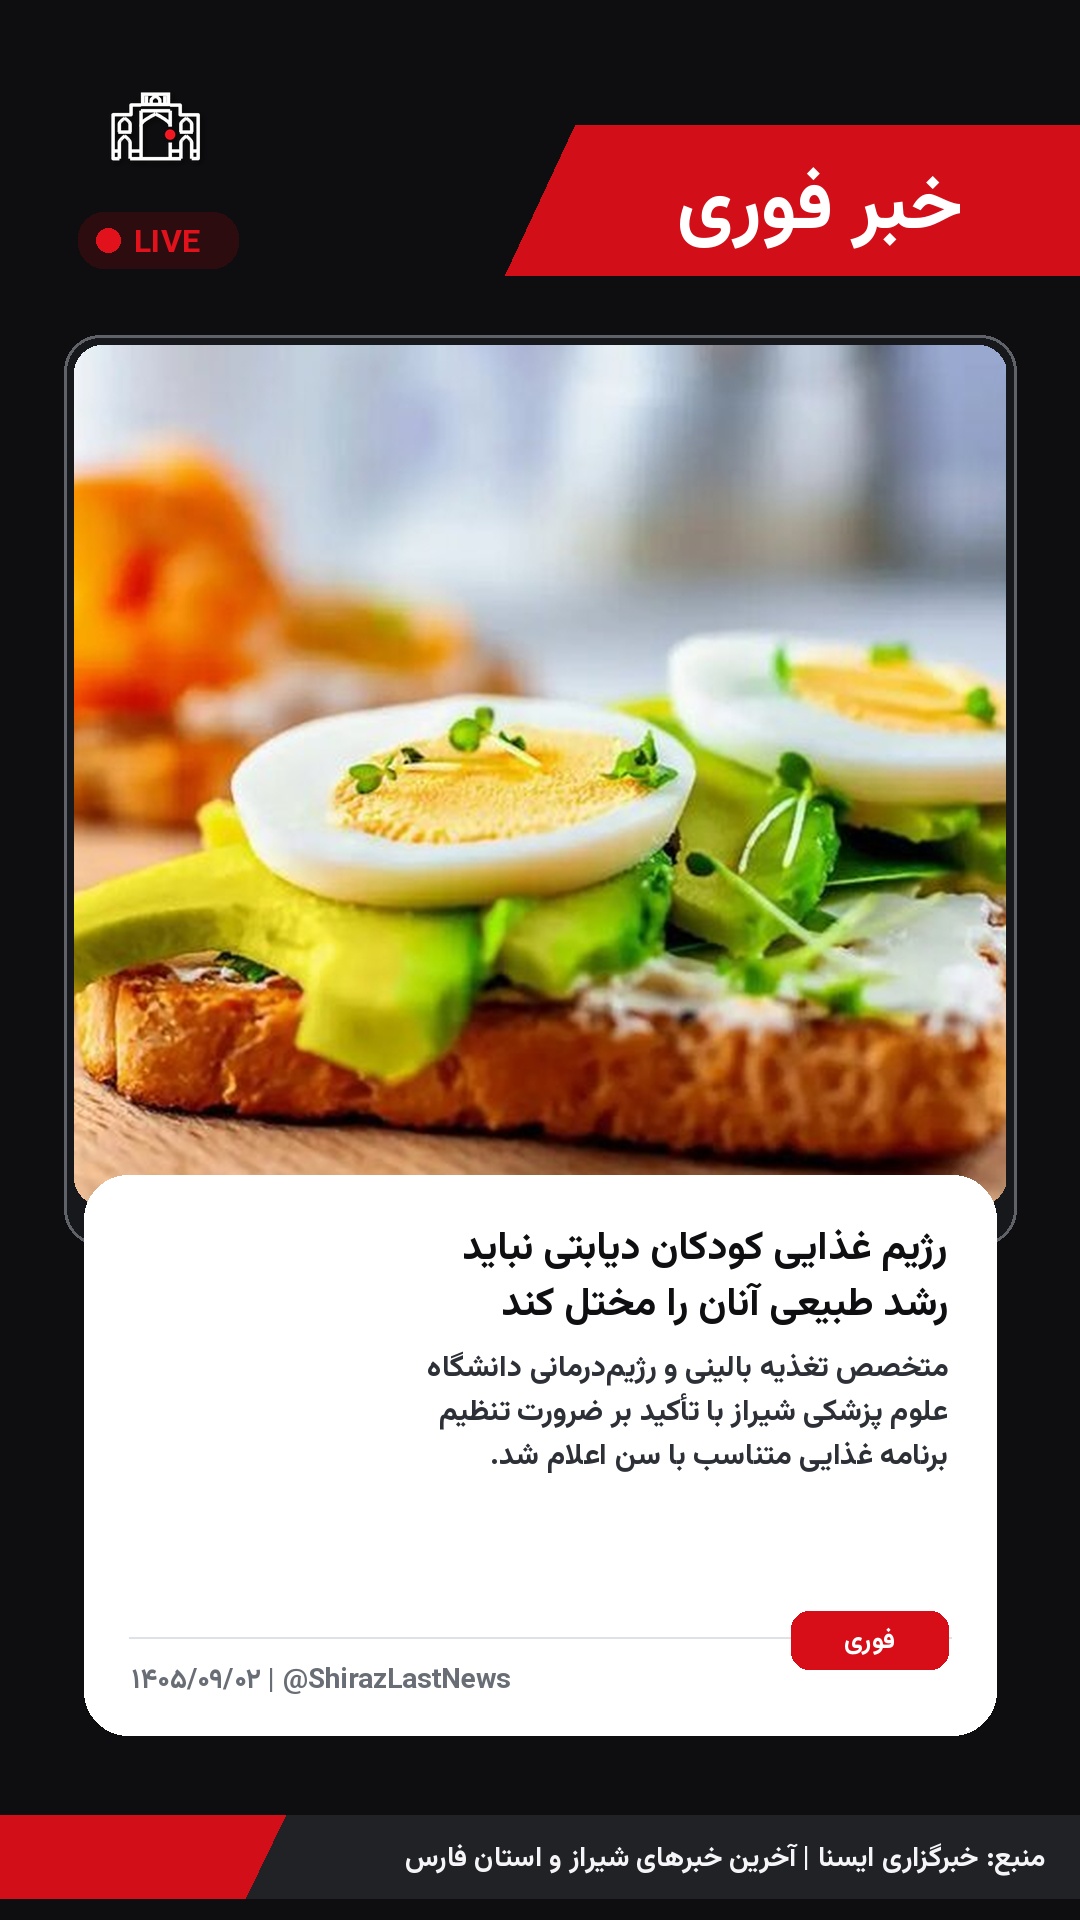 خبر فوری
LIVE
رژیم غذایی کودکان دیابتی نباید
رشد طبیعی آنان را مختل کند
متخصص تغذیه بالینی و رژیم‌درمانی دانشگاه
علوم پزشکی شیراز با تأکید بر ضرورت تنظیم
برنامه غذایی متناسب با سن اعلام شد.
فوری
۱۴۰۵/۰۹/۰۲ | @ShirazLastNews
منبع: خبرگزاری ایسنا | آخرین خبرهای شیراز و استان فارس